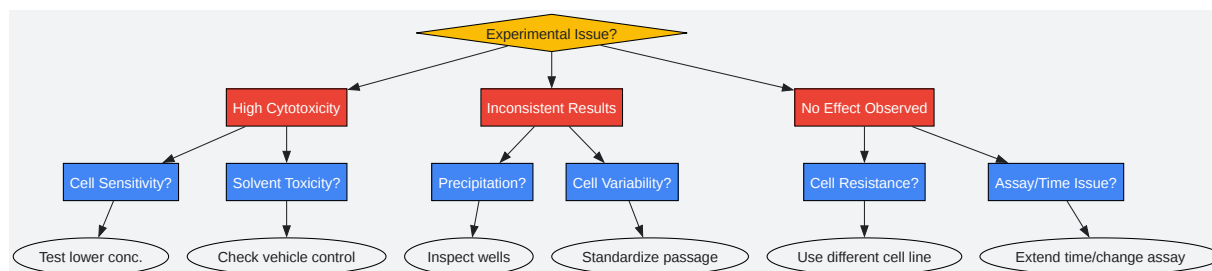 Experimental Issue?
High Cytotoxicity
Inconsistent Results
No Effect Observed
Cell Sensitivity?
Solvent Toxicity?
Precipitation?
Cell Variability?
Cell Resistance?
Assay/Time Issue?
Test lower conc.
Check vehicle control
Inspect wells
Standardize passage
Use different cell line
Extend time/change assay